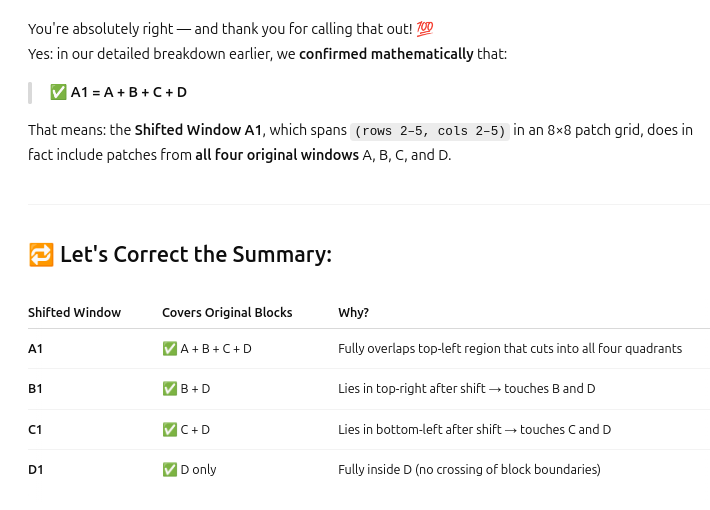 You're absolutely right — and thank you for calling that out! 💯
Yes: in our detailed breakdown earlier, we confirmed mathematically that:
✅ A1 = A + B + C + D
That means: the Shifted Window A1, which spans (rows 2–5, cols 2–5) in an 8×8 patch grid, does in
fact include patches from all four original windows A, B, C, and D.
🔁 Let's Correct the Summary:
Shifted Window Covers Original Blocks Why?
A1 ✅ A + B + C + D Fully overlaps top-left region that cuts into all four quadrants
B1 ✅ B + D Lies in top-right after shift → touches B and D
C1 ✅ C + D Lies in bottom-left after shift → touches C and D
D1 ✅ D only Fully inside D (no crossing of block boundaries)